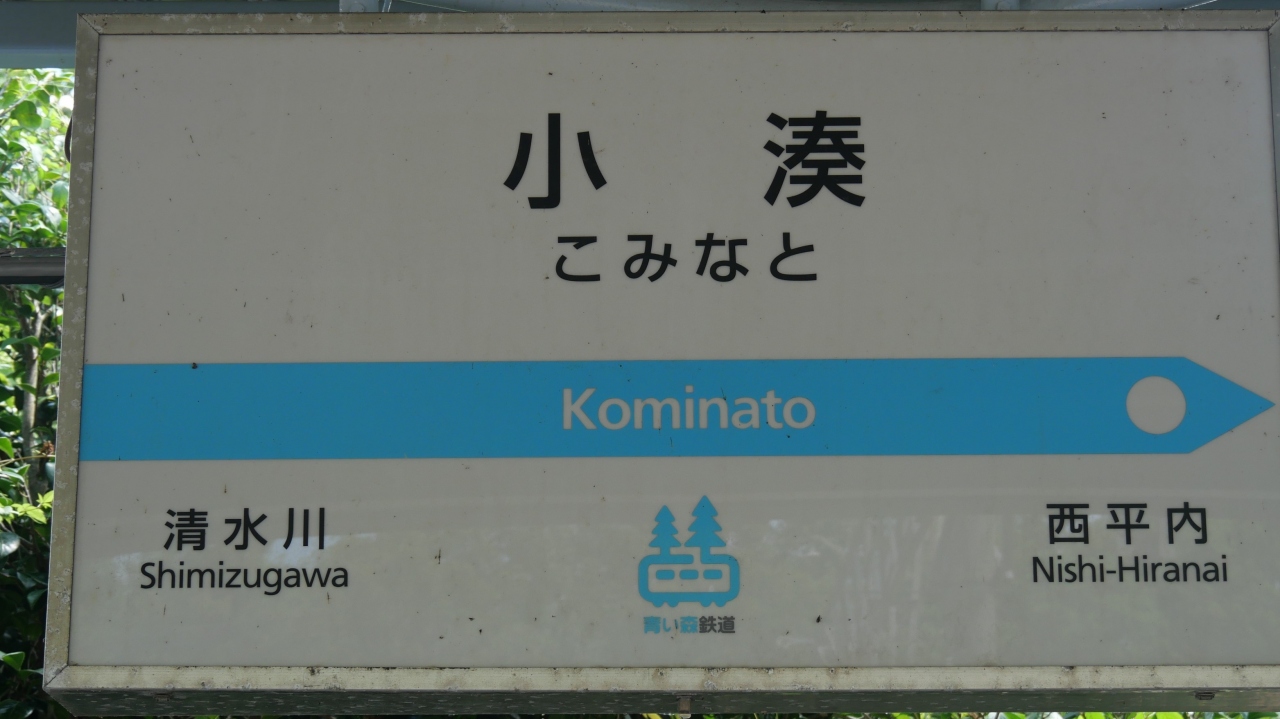 小湊
こみなと
Kominato
清水川
Shimizugawa
西平内
Nishi-Hiranai
青い森鉄道